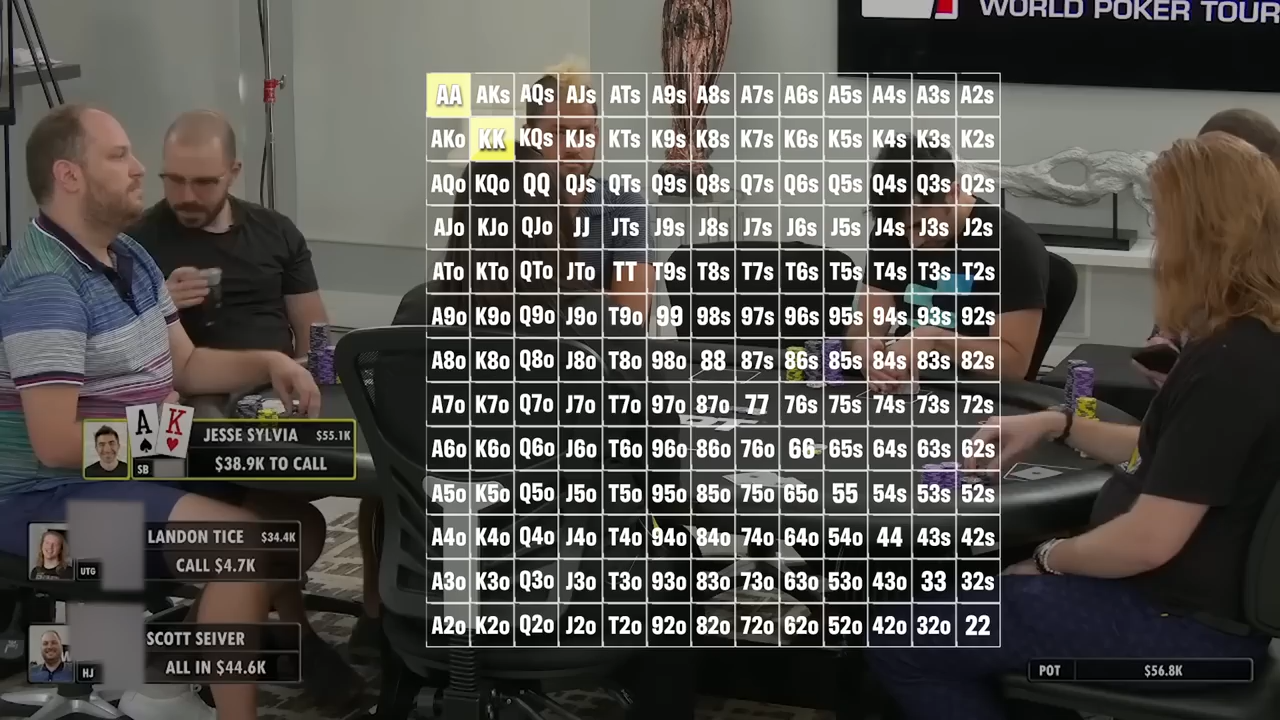 WORLD POKER TOUR
AA AKs AQs AJs ATs A9s A8s A7s A6s A5s A4s A3s A2s
AKo KK KQs KJs KTs K9s K8s K7s K6s K5s K4s K3s K2s
AQo KQo QQ QJs QTs Q9s Q8s Q7s Q6s Q5s Q4s Q3s Q2s
AJo KJo QJo JJ JTs J9s J8s J7s J6s J5s J4s J3s J2s
ATo KTo QTo JTo TT T9s T8s T7s T6s T5s T4s T3s T2s
A9o K9o Q9o J9o T9o 99 98s 97s 96s 95s 94s 93s 92s
A8o K8o Q8o J8o T8o 98o 88 87s 86s 85s 84s 83s 82s
A7o K7o Q7o J7o T7o 97o 87o 77 76s 75s 74s 73s 72s
A6o K6o Q6o J6o T6o 96o 86o 76o 66 65s 64s 63s 62s
A5o K5o Q5o J5o T5o 95o 85o 75o 65o 55 54s 53s 52s
A4o K4o Q4o J4o T4o 94o 84o 74o 64o 54o 44 43s 42s
A3o K3o Q3o J3o T3o 93o 83o 73o 63o 53o 43o 33 32s
A2o K2o Q2o J2o T2o 92o 82o 72o 62o 52o 42o 32o 22
A K
JESSE SYLVIA $55.1K
SB
$38.9K TO CALL
LANDON TICE $34.4K
UTG
CALL $4.7K
SCOTT SEIVER
HJ
ALL IN $44.6K
POT $56.8K